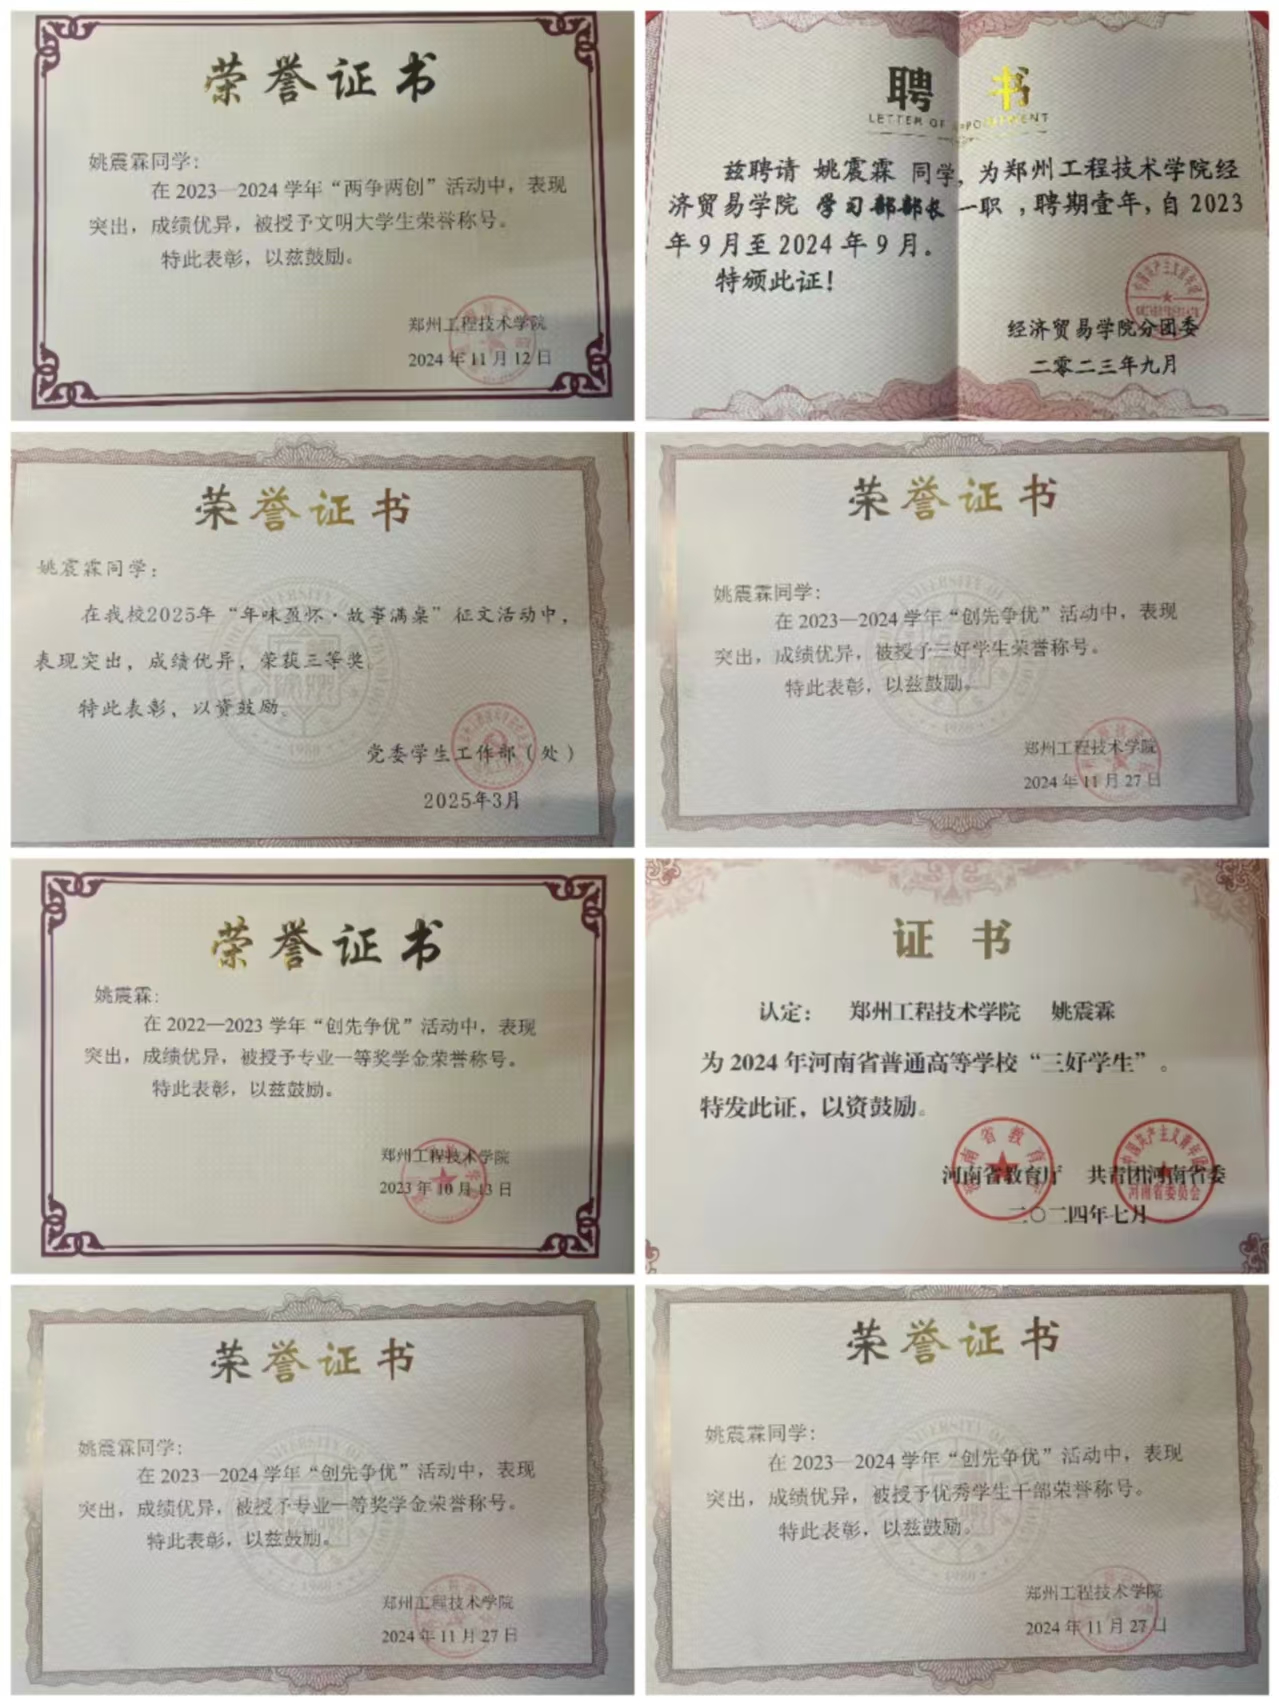 荣誉证书
姚震霖同学：
在2023—2024学年“两争两创”活动中，表现
突出，成绩优异，被授予文明大学生荣誉称号。
特此表彰，以兹鼓励。
郑州工程技术学院
2024年11月12日
聘书
LETTER OF APPOINTMENT
兹聘请 姚震霖 同学，为郑州工程技术学院经
济贸易学院 学习部部长 一职，聘期壹年，自2023
年9月至2024年9月。
特颁此证！
经济贸易学院分团委
二零二三年九月
荣誉证书
姚震霖同学：
在我校2025年“年味盈怀·故事满桌”征文活动中，
表现突出，成绩优异，荣获三等奖。
特此表彰，以资鼓励。
党委学生工作部（处）
2025年3月
荣誉证书
姚震霖同学：
在2023—2024学年“创先争优”活动中，表现
突出，成绩优异，被授予三好学生荣誉称号。
特此表彰，以兹鼓励。
郑州工程技术学院
2024年11月27日
荣誉证书
姚震霖：
在2022—2023学年“创先争优”活动中，表现
突出，成绩优异，被授予专业一等奖学金荣誉称号。
特此表彰，以兹鼓励。
郑州工程技术学院
2023年10月13日
证书
认定： 郑州工程技术学院 姚震霖
为2024年河南省普通高等学校“三好学生”。
特发此证，以资鼓励。
河南省教育厅 共青团河南省委
二〇二四年七月
荣誉证书
姚震霖同学：
在2023—2024学年“创先争优”活动中，表现
突出，成绩优异，被授予专业一等奖学金荣誉称号。
特此表彰，以兹鼓励。
郑州工程技术学院
2024年11月27日
荣誉证书
姚震霖同学：
在2023—2024学年“创先争优”活动中，表现
突出，成绩优异，被授予优秀学生干部荣誉称号。
特此表彰，以兹鼓励。
郑州工程技术学院
2024年11月27日